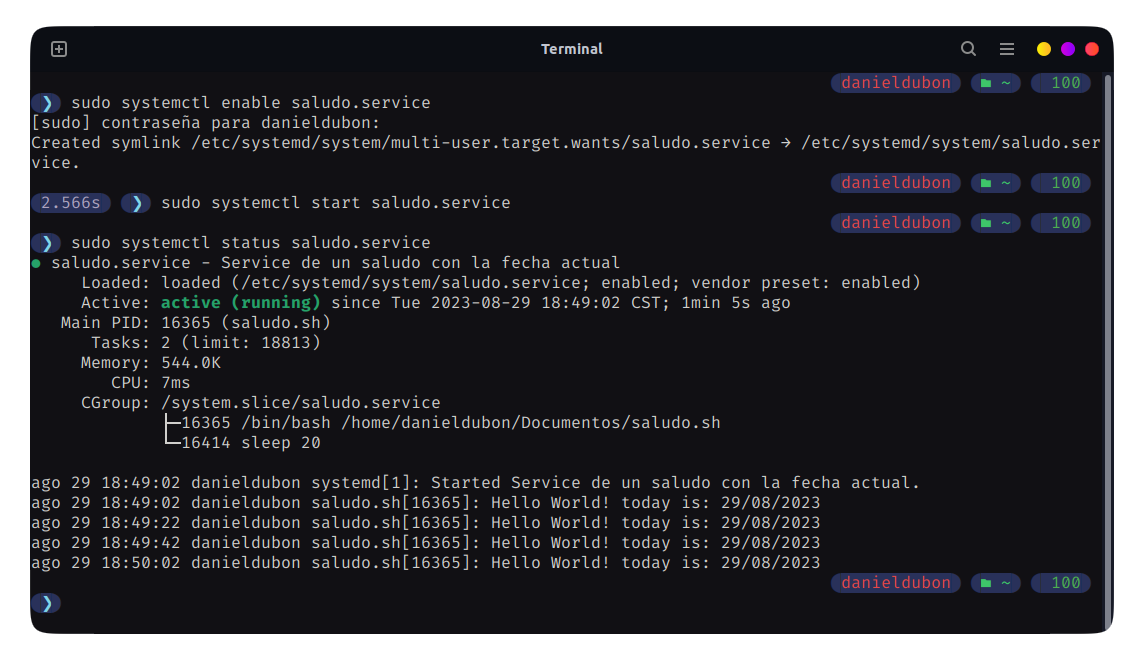 Terminal
danieldubon ~ 100
❯ sudo systemctl enable saludo.service
[sudo] contraseña para danieldubon:
Created symlink /etc/systemd/system/multi-user.target.wants/saludo.service → /etc/systemd/system/saludo.ser
vice.
danieldubon ~ 100
2.566s ❯ sudo systemctl start saludo.service
danieldubon ~ 100
❯ sudo systemctl status saludo.service
● saludo.service - Service de un saludo con la fecha actual
Loaded: loaded (/etc/systemd/system/saludo.service; enabled; vendor preset: enabled)
Active: active (running) since Tue 2023-08-29 18:49:02 CST; 1min 5s ago
Main PID: 16365 (saludo.sh)
Tasks: 2 (limit: 18813)
Memory: 544.0K
CPU: 7ms
CGroup: /system.slice/saludo.service
├─16365 /bin/bash /home/danieldubon/Documentos/saludo.sh
└─16414 sleep 20
ago 29 18:49:02 danieldubon systemd[1]: Started Service de un saludo con la fecha actual.
ago 29 18:49:02 danieldubon saludo.sh[16365]: Hello World! today is: 29/08/2023
ago 29 18:49:22 danieldubon saludo.sh[16365]: Hello World! today is: 29/08/2023
ago 29 18:49:42 danieldubon saludo.sh[16365]: Hello World! today is: 29/08/2023
ago 29 18:50:02 danieldubon saludo.sh[16365]: Hello World! today is: 29/08/2023
danieldubon ~ 100
❯